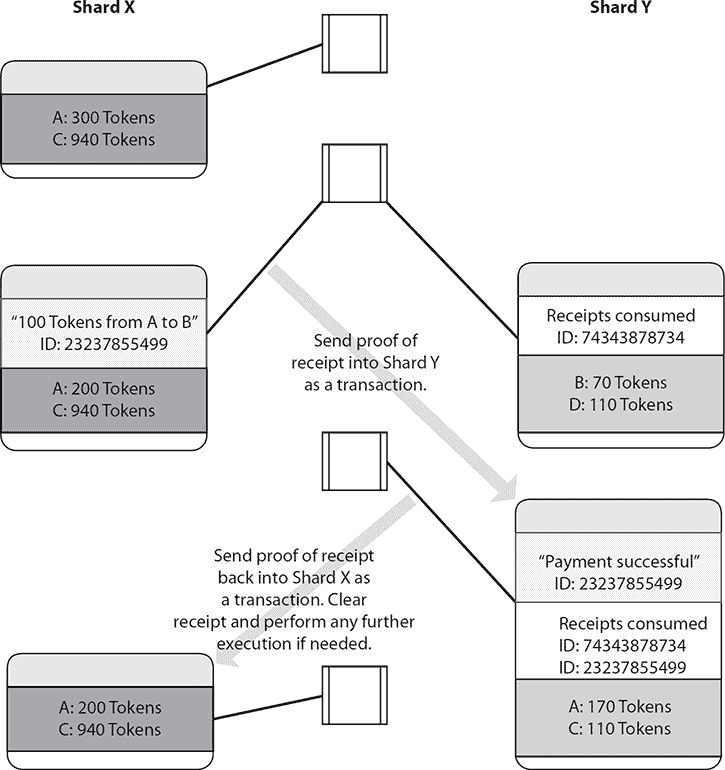 Shard X
Shard Y
A: 300 Tokens
C: 940 Tokens
“100 Tokens from A to B”
ID: 23237855499
A: 200 Tokens
C: 940 Tokens
Receipts consumed
ID: 74343878734
B: 70 Tokens
D: 110 Tokens
Send proof of
receipt into Shard Y
as a transaction.
Send proof of receipt
back into Shard X as
a transaction. Clear
receipt and perform any further
execution if needed.
“Payment successful”
ID: 23237855499
Receipts consumed
ID: 74343878734
ID: 23237855499
A: 170 Tokens
C: 110 Tokens
A: 200 Tokens
C: 940 Tokens